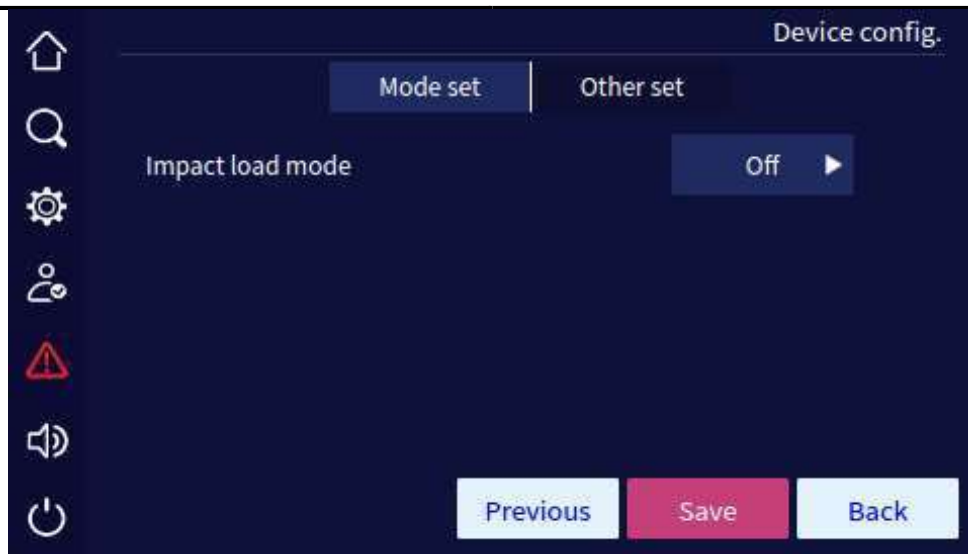 Device config.
Mode set Other set
Impact load mode Off
Previous Save Back